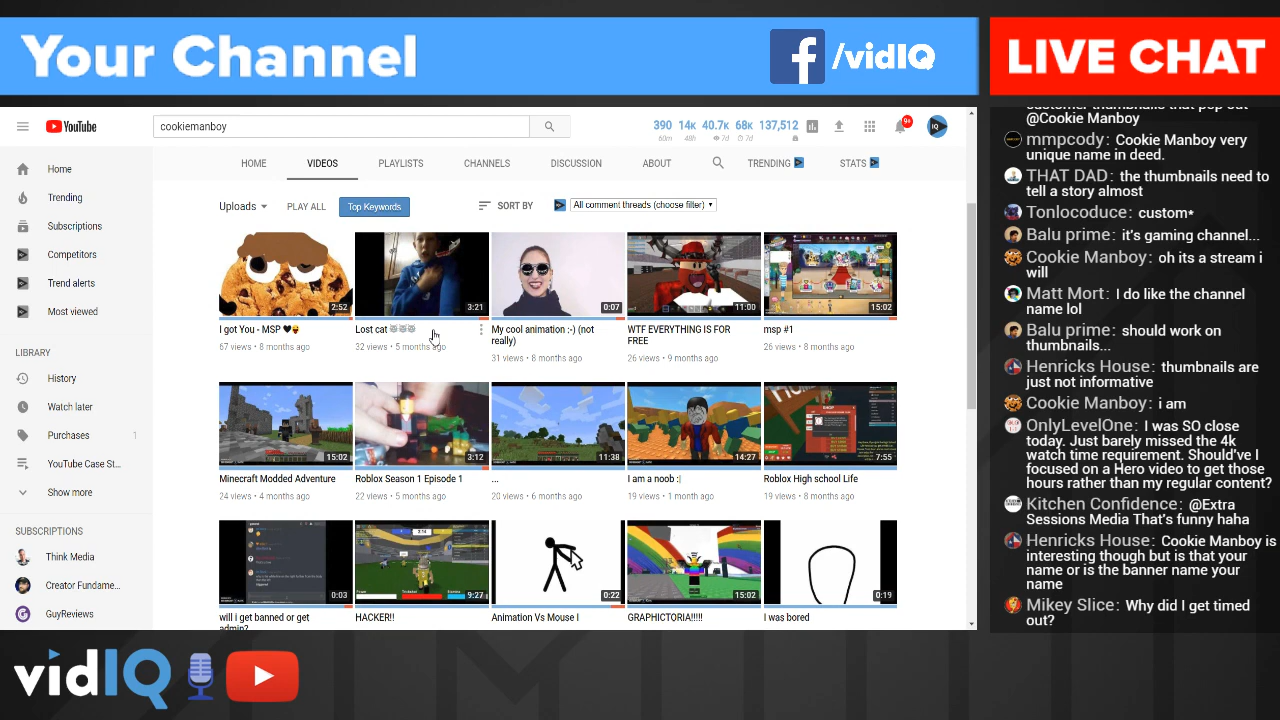 Your Channel
f /vidIQ
LIVE CHAT
YouTube
cookiemanboy
390 14k 40.7k 68k 137,512
60m 48h 7d 7d
9+
IQ
HOME VIDEOS PLAYLISTS CHANNELS DISCUSSION ABOUT TRENDING STATS
Uploads PLAY ALL Top Keywords SORT BY All comment threads (choose filter)
Home
Trending
Subscriptions
Competitors
Trend alerts
Most viewed
LIBRARY
History
Watch later
Purchases 1
YouTube Case St...
Show more
SUBSCRIPTIONS
Think Media
Creator Fundame...
GuyReviews
2:52
I got You - MSP 🖤😝
67 views • 8 months ago
3:21
Lost cat 😿😿😿
32 views • 5 months ago
0:07
My cool animation ;-) (not
really)
31 views • 8 months ago
11:00
WTF EVERYTHING IS FOR
FREE
26 views • 9 months ago
15:02
msp #1
26 views • 8 months ago
15:02
Minecraft Modded Adventure
24 views • 4 months ago
3:12
Roblox Season 1 Episode 1
22 views • 5 months ago
11:38
...
20 views • 6 months ago
14:27
I am a noob :|
19 views • 1 month ago
7:55
Roblox High school Life
19 views • 8 months ago
0:03
will i get banned or get
admin?
9:27
HACKER!!
0:22
Animation Vs Mouse I
15:02
GRAPHICTORIA!!!!!
0:19
I was bored
customer thumbnails that pop out
@Cookie Manboy
mmpcody: Cookie Manboy very
unique name in deed.
THAT DAD: the thumbnails need to
tell a story almost
Tonlocoduce: custom*
Balu prime: it's gaming channel...
Cookie Manboy: oh its a stream i
will
Matt Mort: I do like the channel
name lol
Balu prime: should work on
thumbnails...
Henricks House: thumbnails are
just not informative
Cookie Manboy: i am
OnlyLevelOne: I was SO close
today. Just barely missed the 4k
watch time requirement. Should've I
focused on a Hero video to get those
hours rather than my regular content?
Kitchen Confidence: @Extra
Sessions Media That's funny haha
Henricks House: Cookie Manboy is
interesting though but is that your
name or is the banner name your
name
Mikey Slice: Why did I get timed
out?
vidIQ